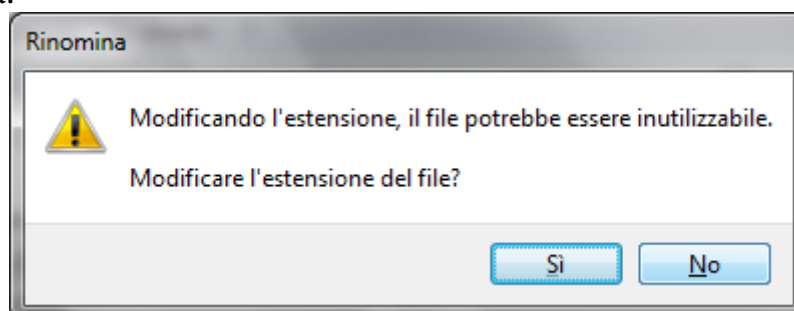 Rinomina
Modificando l'estensione, il file potrebbe essere inutilizzabile.
Modificare l'estensione del file?
Sì
No